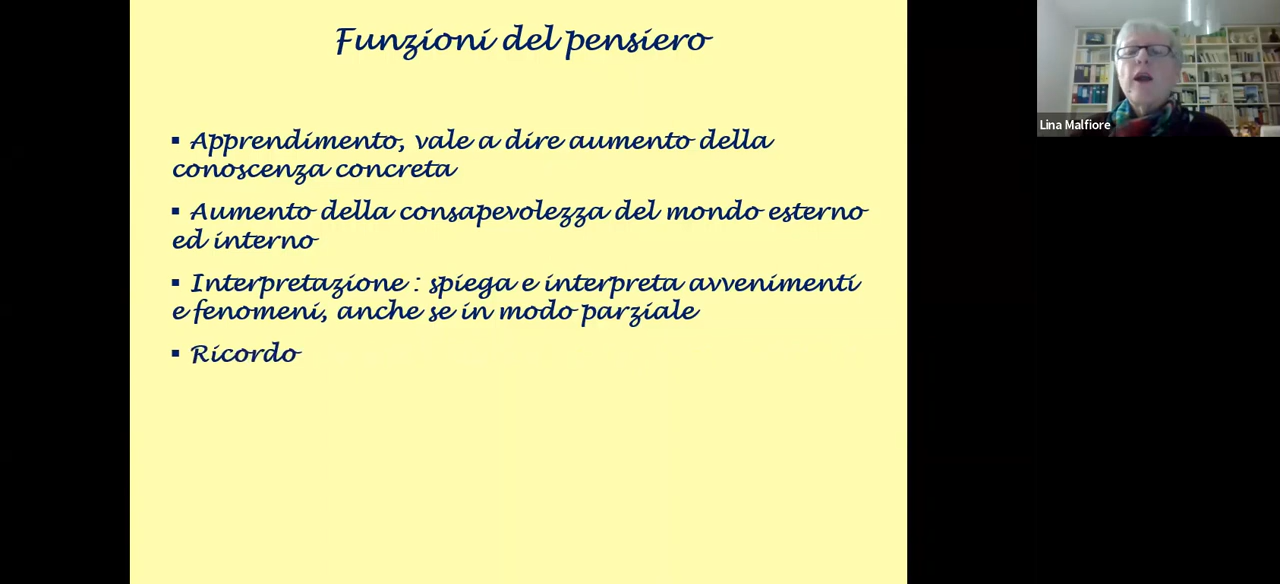 Funzioni del pensiero
▪ Apprendimento, vale a dire aumento della
conoscenza concreta
▪ Aumento della consapevolezza del mondo esterno
ed interno
▪ Interpretazione : spiega e interpreta avvenimenti
e fenomeni, anche se in modo parziale
▪ Ricordo
Lina Malfiore